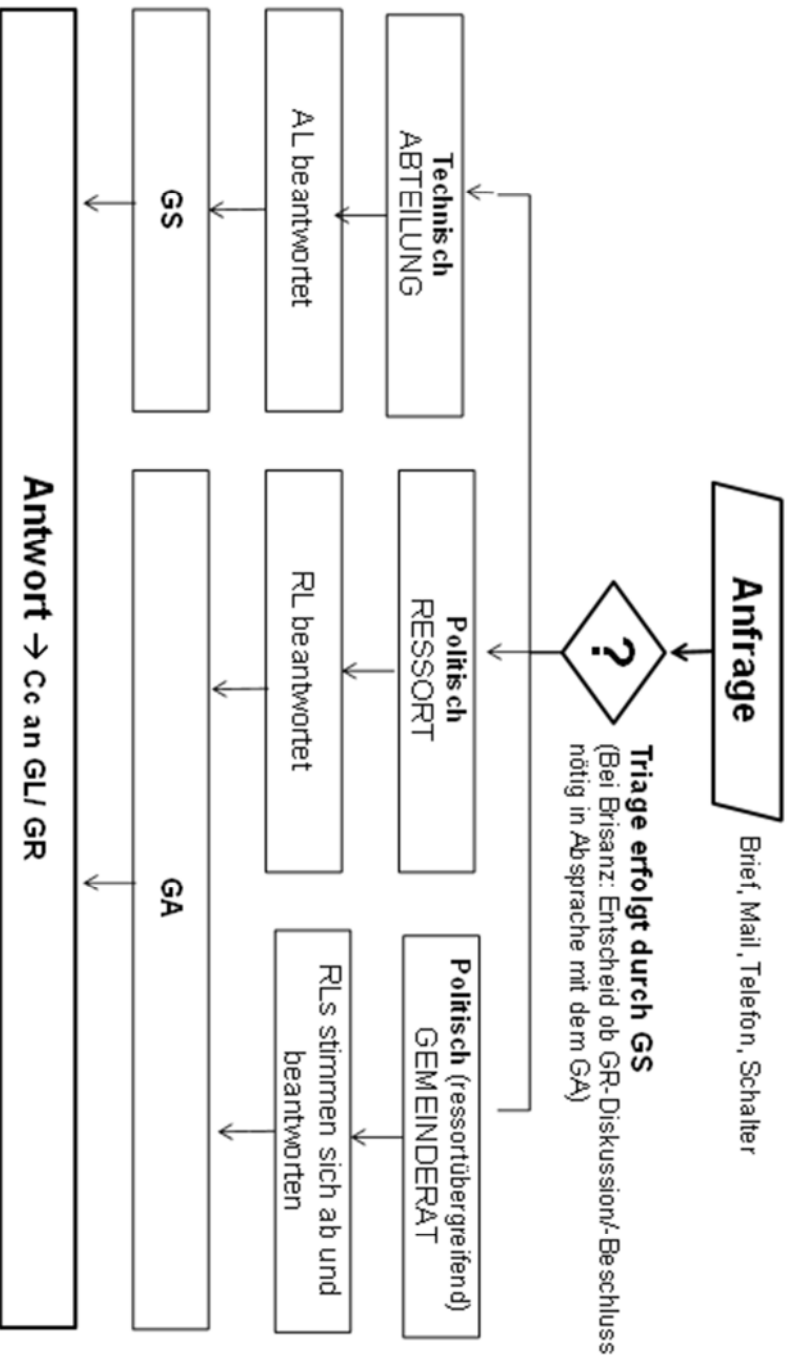 Anfrage
Brief, Mail, Telefon, Schalter
?
Triage erfolgt durch GS
(Bei Brisanz: Entscheid ob GR-Diskussion/-Beschluss
nötig in Absprache mit dem GA)
Technisch
ABTEILUNG
Politisch
RESSORT
Politisch (ressortübergreifend)
GEMEINDERAT
AL beantwortet
RL beantwortet
RLs stimmen sich ab und
beantworten
GS
GA
Antwort → Cc an GL/ GR